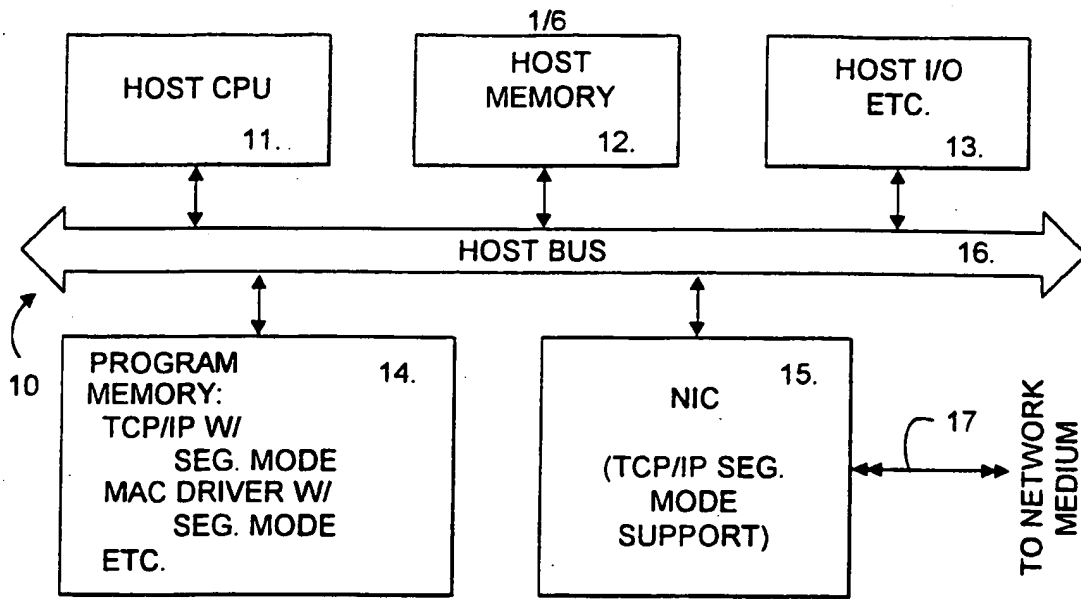 1/6
HOST CPU
11.
HOST
MEMORY
12.
HOST I/O
ETC.
13.
HOST BUS
16.
10
PROGRAM
MEMORY:
TCP/IP W/
SEG. MODE
MAC DRIVER W/
SEG. MODE
ETC.
14.
15.
NIC
(TCP/IP SEG.
MODE
SUPPORT)
17
TO NETWORK
MEDIUM